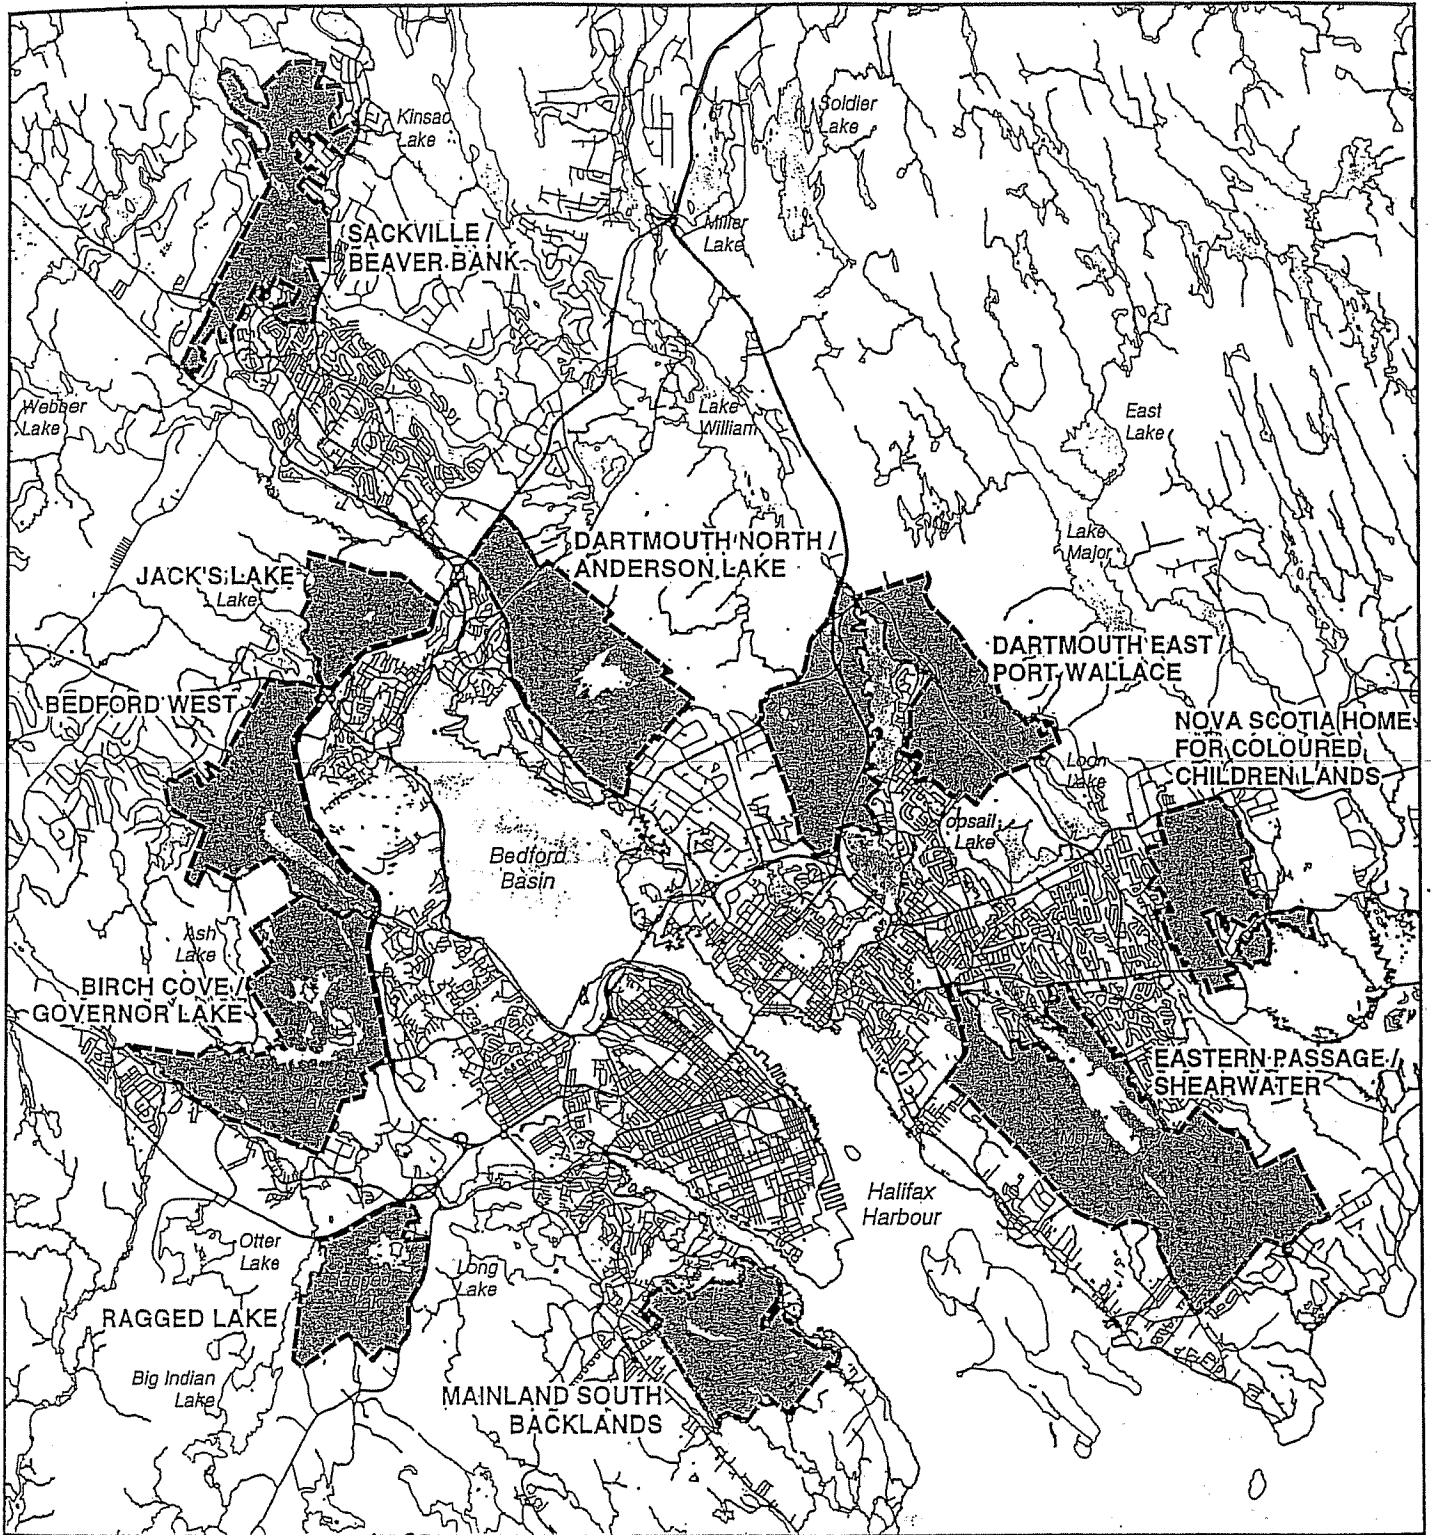 Soldier
Lake
Kinsac
Lake
Miller
Lake
SACKVILLE /
BEAVER BANK
Webber
Lake
Lake
William
East
Lake
Lake
Major
DARTMOUTH NORTH /
ANDERSON LAKE
JACK'S LAKE
Lake
DARTMOUTH EAST /
PORT WALLACE
BEDFORD WEST
NOVA SCOTIA HOME
FOR COLOURED
CHILDREN LANDS
Loon
Lake
opsail
Lake
Bedford
Basin
Ash
Lake
BIRCH COVE /
GOVERNOR LAKE
EASTERN PASSAGE /
SHEARWATER
Halifax
Harbour
Otter
Lake
Long
Lake
Ragged
RAGGED LAKE
Big Indian
Lake
MAINLAND SOUTH
BACKLANDS